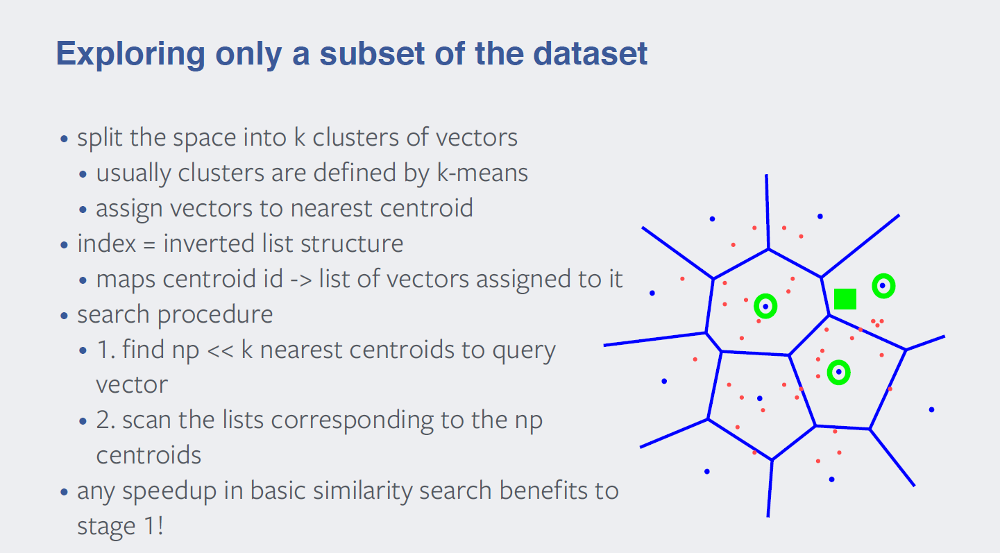 Exploring only a subset of the dataset
• split the space into k clusters of vectors
• usually clusters are defined by k-means
• assign vectors to nearest centroid
• index = inverted list structure
• maps centroid id -> list of vectors assigned to it
• search procedure
• 1. find np << k nearest centroids to query
vector
• 2. scan the lists corresponding to the np
centroids
• any speedup in basic similarity search benefits to
stage 1!